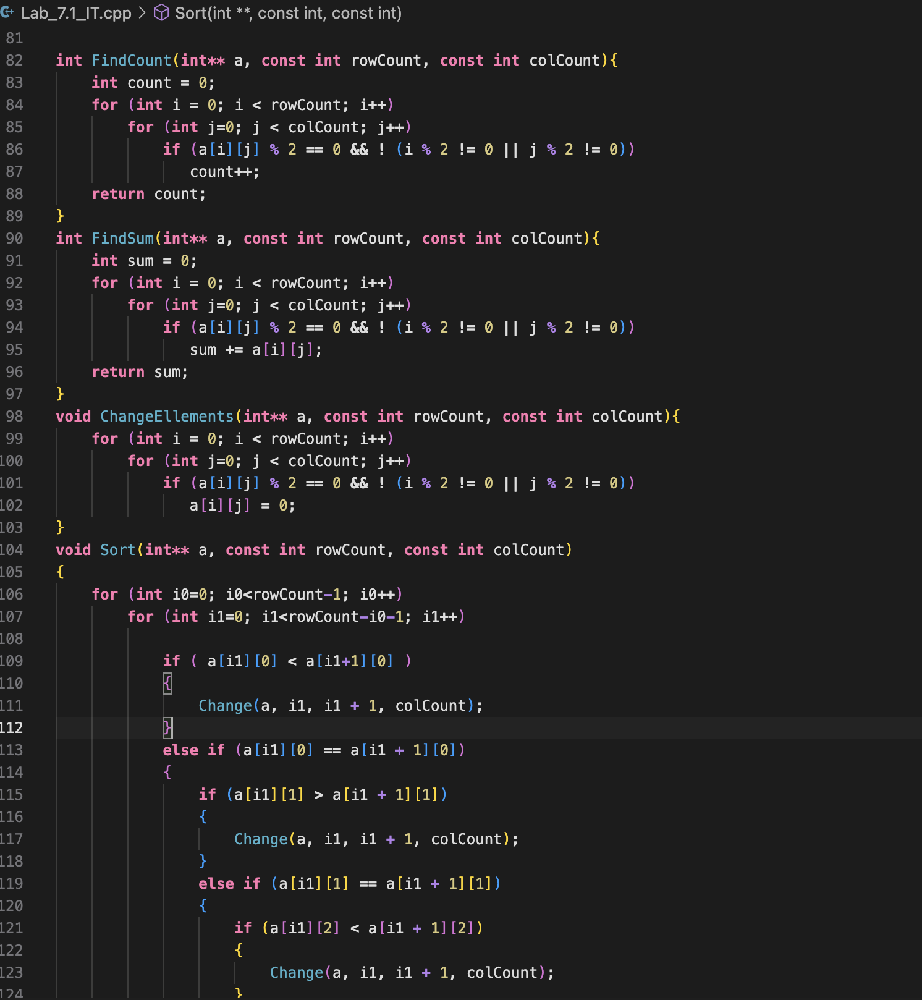 Lab_7.1_IT.cpp > Sort(int **, const int, const int)
81
82 int FindCount(int** a, const int rowCount, const int colCount){
83 int count = 0;
84 for (int i = 0; i < rowCount; i++)
85 for (int j=0; j < colCount; j++)
86 if (a[i][j] % 2 == 0 && ! (i % 2 != 0 || j % 2 != 0))
87 count++;
88 return count;
89 }
90 int FindSum(int** a, const int rowCount, const int colCount){
91 int sum = 0;
92 for (int i = 0; i < rowCount; i++)
93 for (int j=0; j < colCount; j++)
94 if (a[i][j] % 2 == 0 && ! (i % 2 != 0 || j % 2 != 0))
95 sum += a[i][j];
96 return sum;
97 }
98 void ChangeEllements(int** a, const int rowCount, const int colCount){
99 for (int i = 0; i < rowCount; i++)
100 for (int j=0; j < colCount; j++)
101 if (a[i][j] % 2 == 0 && ! (i % 2 != 0 || j % 2 != 0))
102 a[i][j] = 0;
103 }
104 void Sort(int** a, const int rowCount, const int colCount)
105 {
106 for (int i0=0; i0<rowCount-1; i0++)
107 for (int i1=0; i1<rowCount-i0-1; i1++)
108
109 if ( a[i1][0] < a[i1+1][0] )
110 {
111 Change(a, i1, i1 + 1, colCount);
112 }
113 else if (a[i1][0] == a[i1 + 1][0])
114 {
115 if (a[i1][1] > a[i1 + 1][1])
116 {
117 Change(a, i1, i1 + 1, colCount);
118 }
119 else if (a[i1][1] == a[i1 + 1][1])
120 {
121 if (a[i1][2] < a[i1 + 1][2])
122 {
123 Change(a, i1, i1 + 1, colCount);
124 }